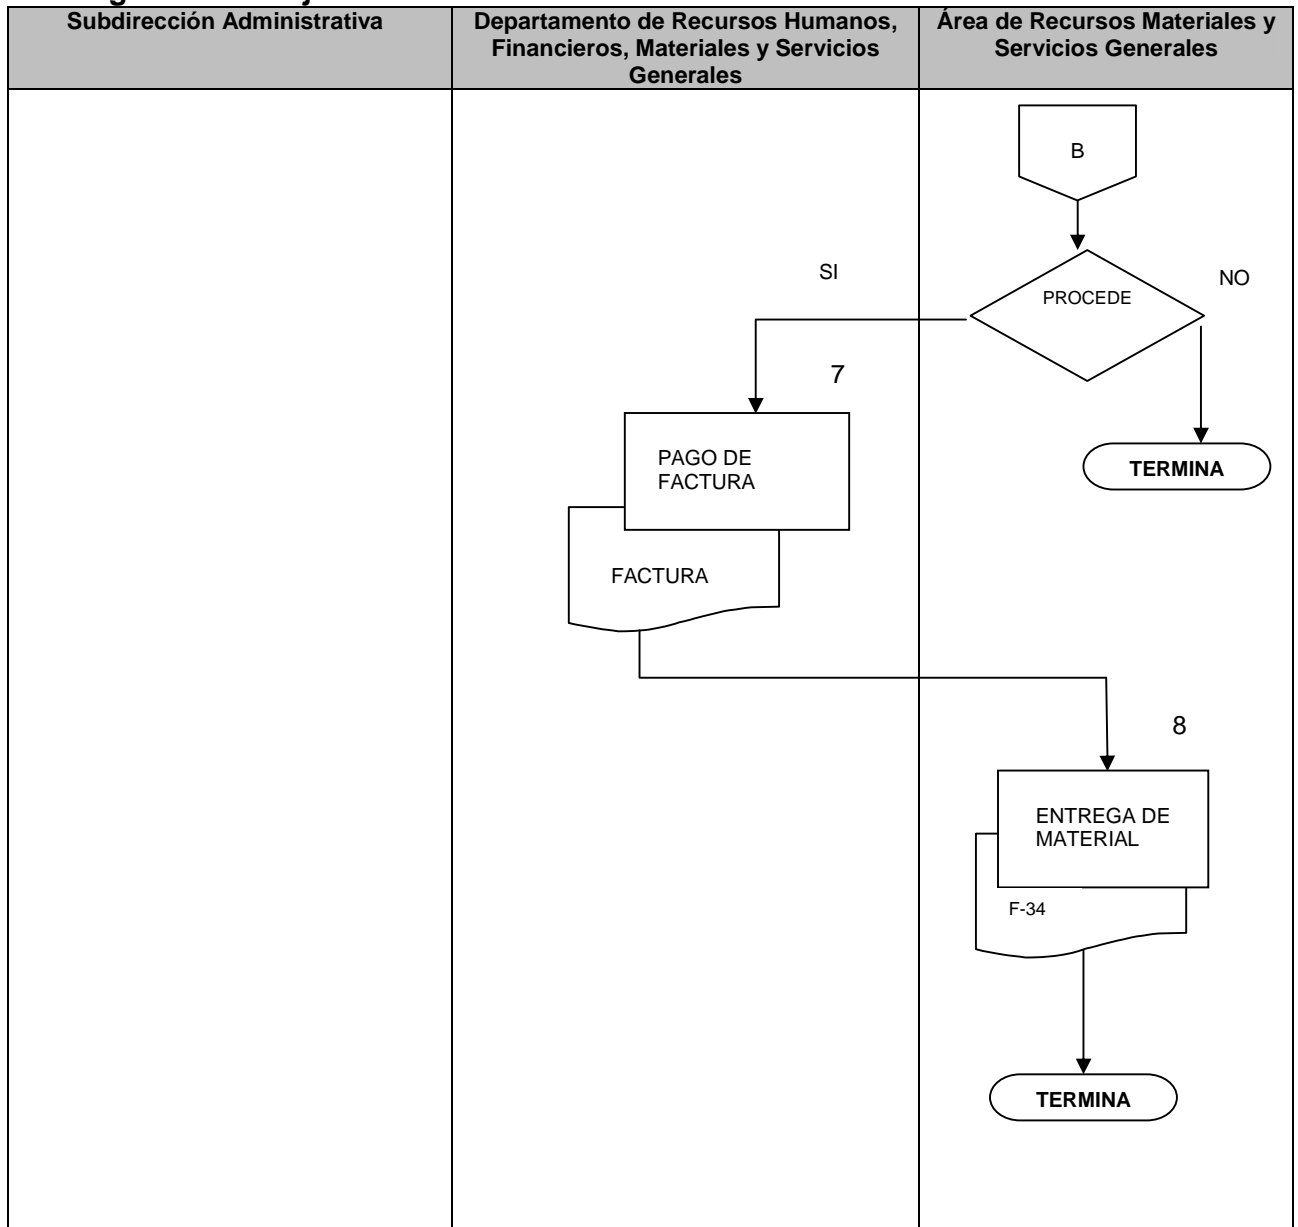 Subdirección Administrativa
Departamento de Recursos Humanos,
Financieros, Materiales y Servicios
Generales
Área de Recursos Materiales y
Servicios Generales
B
PROCEDE
SI
NO
7
TERMINA
PAGO DE
FACTURA
FACTURA
8
ENTREGA DE
MATERIAL
F-34
TERMINA